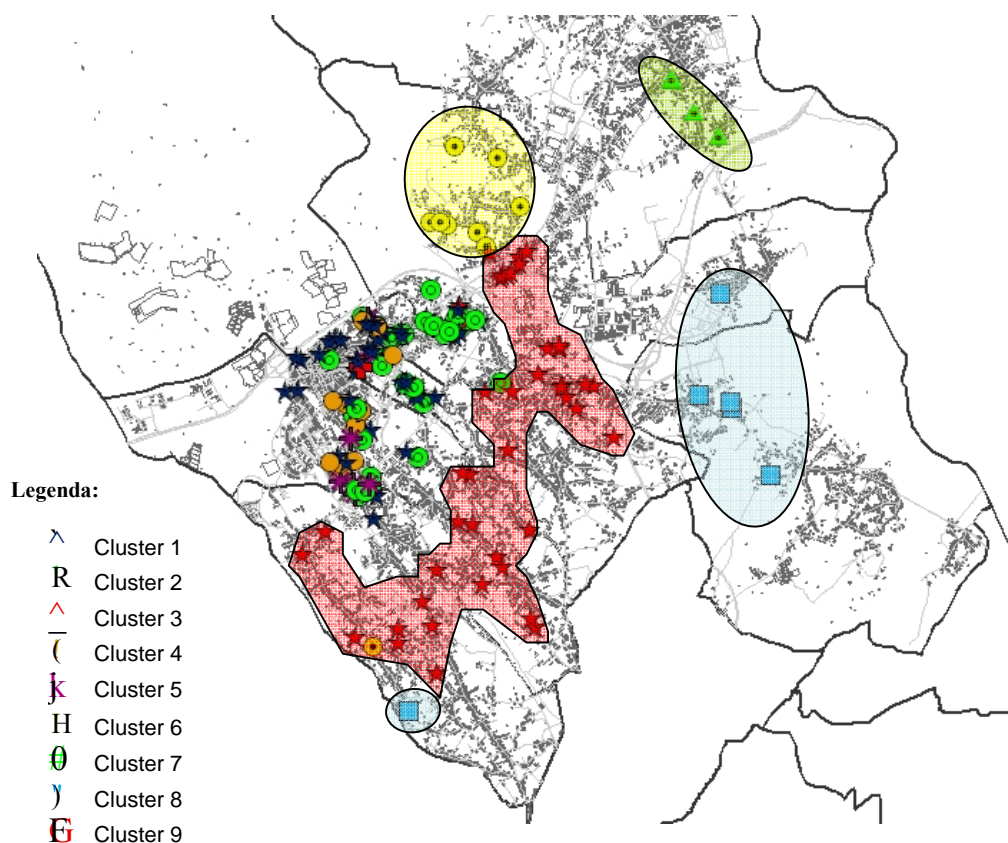 Legenda:
Cluster 1
R Cluster 2
Cluster 3
( Cluster 4
Cluster 5
H Cluster 6
Cluster 7
) Cluster 8
Cluster 9